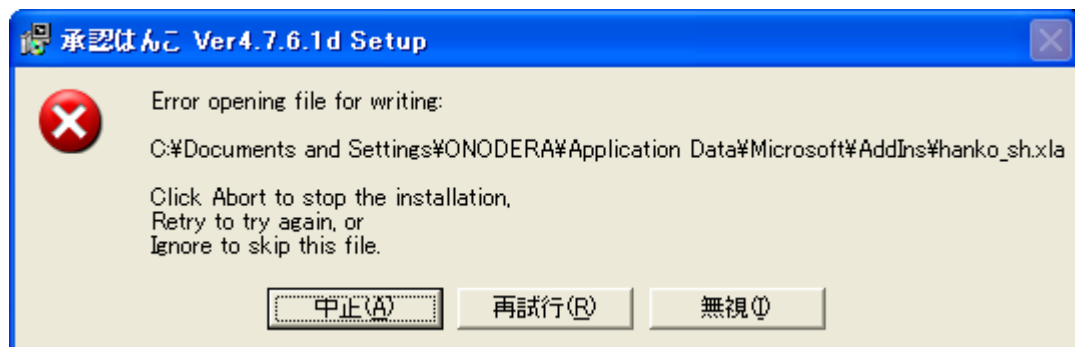 承認はんこ Ver4.7.6.1d Setup
Error opening file for writing:
C:¥Documents and Settings¥ONODERA¥Application Data¥Microsoft¥AddIns¥hanko_sh.xla
Click Abort to stop the installation,
Retry to try again, or
Ignore to skip this file.
中止(A) 再試行(R) 無視(I)